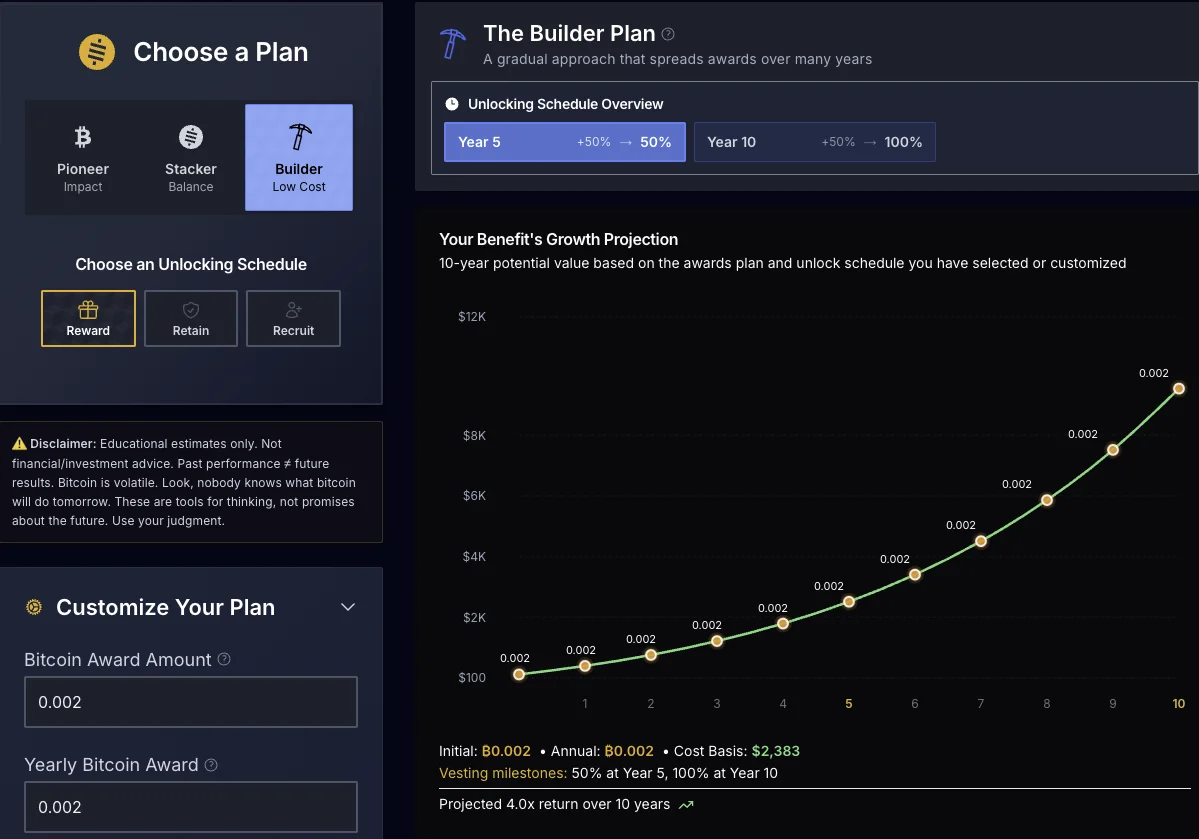 Choose a Plan
Pioneer
Impact
Stacker
Balance
Builder
Low Cost
Choose an Unlocking Schedule
Reward
Retain
Recruit
⚠️ Disclaimer: Educational estimates only. Not
financial/investment advice. Past performance ≠ future
results. Bitcoin is volatile. Look, nobody knows what bitcoin
will do tomorrow. These are tools for thinking, not promises
about the future. Use your judgment.
Customize Your Plan
Bitcoin Award Amount ?
0.002
Yearly Bitcoin Award ?
0.002
The Builder Plan ?
A gradual approach that spreads awards over many years
Unlocking Schedule Overview
Year 5 +50% → 50%
Year 10 +50% → 100%
Your Benefit's Growth Projection
10-year potential value based on the awards plan and unlock schedule you have selected or customized
$12K
$8K
$6K
$4K
$2K
$100
0.002
0.002
0.002
0.002
0.002
0.002
0.002
0.002
0.002
0.002
0.002
1 2 3 4 5 6 7 8 9 10
Initial: ₿0.002 • Annual: ₿0.002 • Cost Basis: $2,383
Vesting milestones: 50% at Year 5, 100% at Year 10
Projected 4.0x return over 10 years